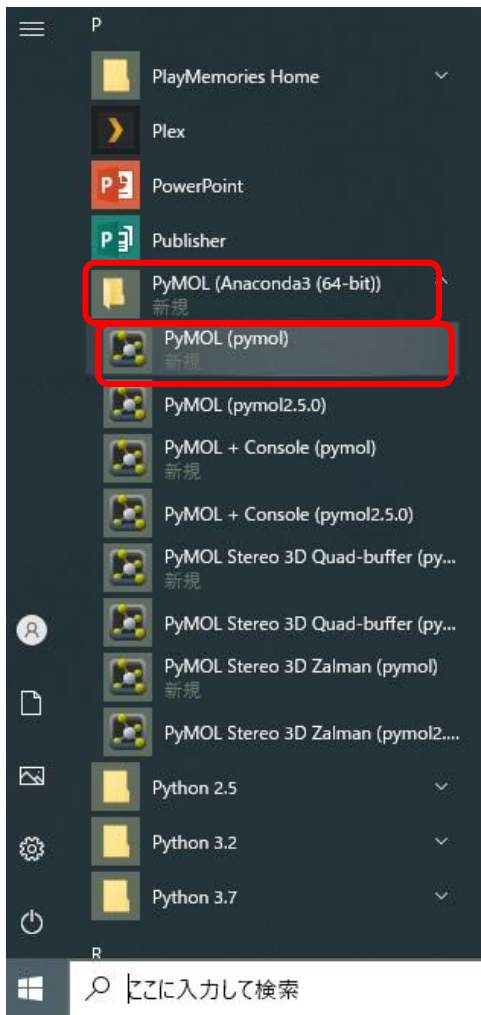 P
PlayMemories Home
Plex
PowerPoint
Publisher
PyMOL (Anaconda3 (64-bit))
新規
PyMOL (pymol)
新規
PyMOL (pymol2.5.0)
PyMOL + Console (pymol)
新規
PyMOL + Console (pymol2.5.0)
PyMOL Stereo 3D Quad-buffer (py...
新規
PyMOL Stereo 3D Quad-buffer (py...
PyMOL Stereo 3D Zalman (pymol)
新規
PyMOL Stereo 3D Zalman (pymol2....
Python 2.5
Python 3.2
Python 3.7
R
ここに入力して検索